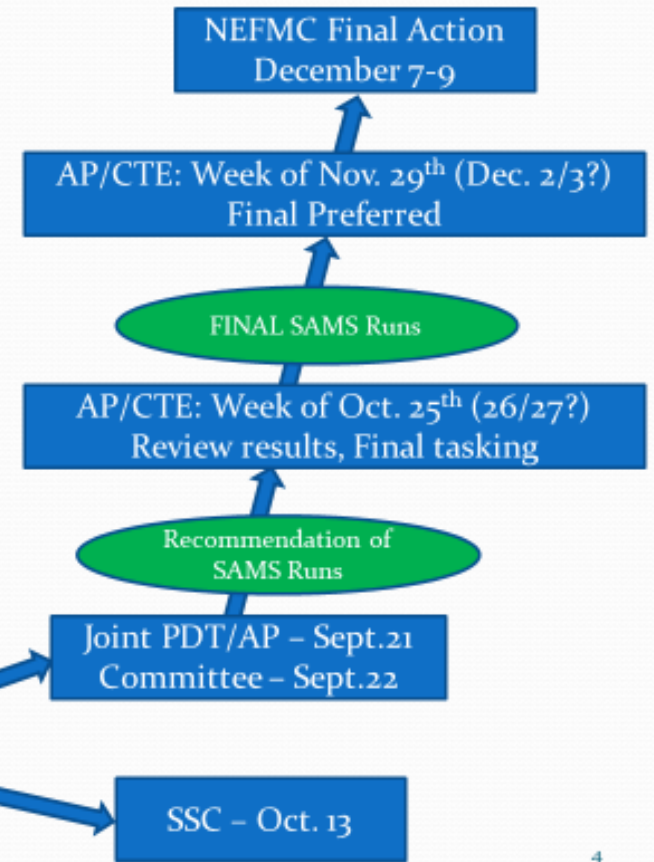 NEFMC Final Action
December 7-9
AP/CTE: Week of Nov. 29th (Dec. 2/3?)
Final Preferred
FINAL SAMS Runs
AP/CTE: Week of Oct. 25th (26/27?)
Review results, Final tasking
Recommendation of
SAMS Runs
Joint PDT/AP – Sept.21
Committee – Sept.22
SSC – Oct. 13
4